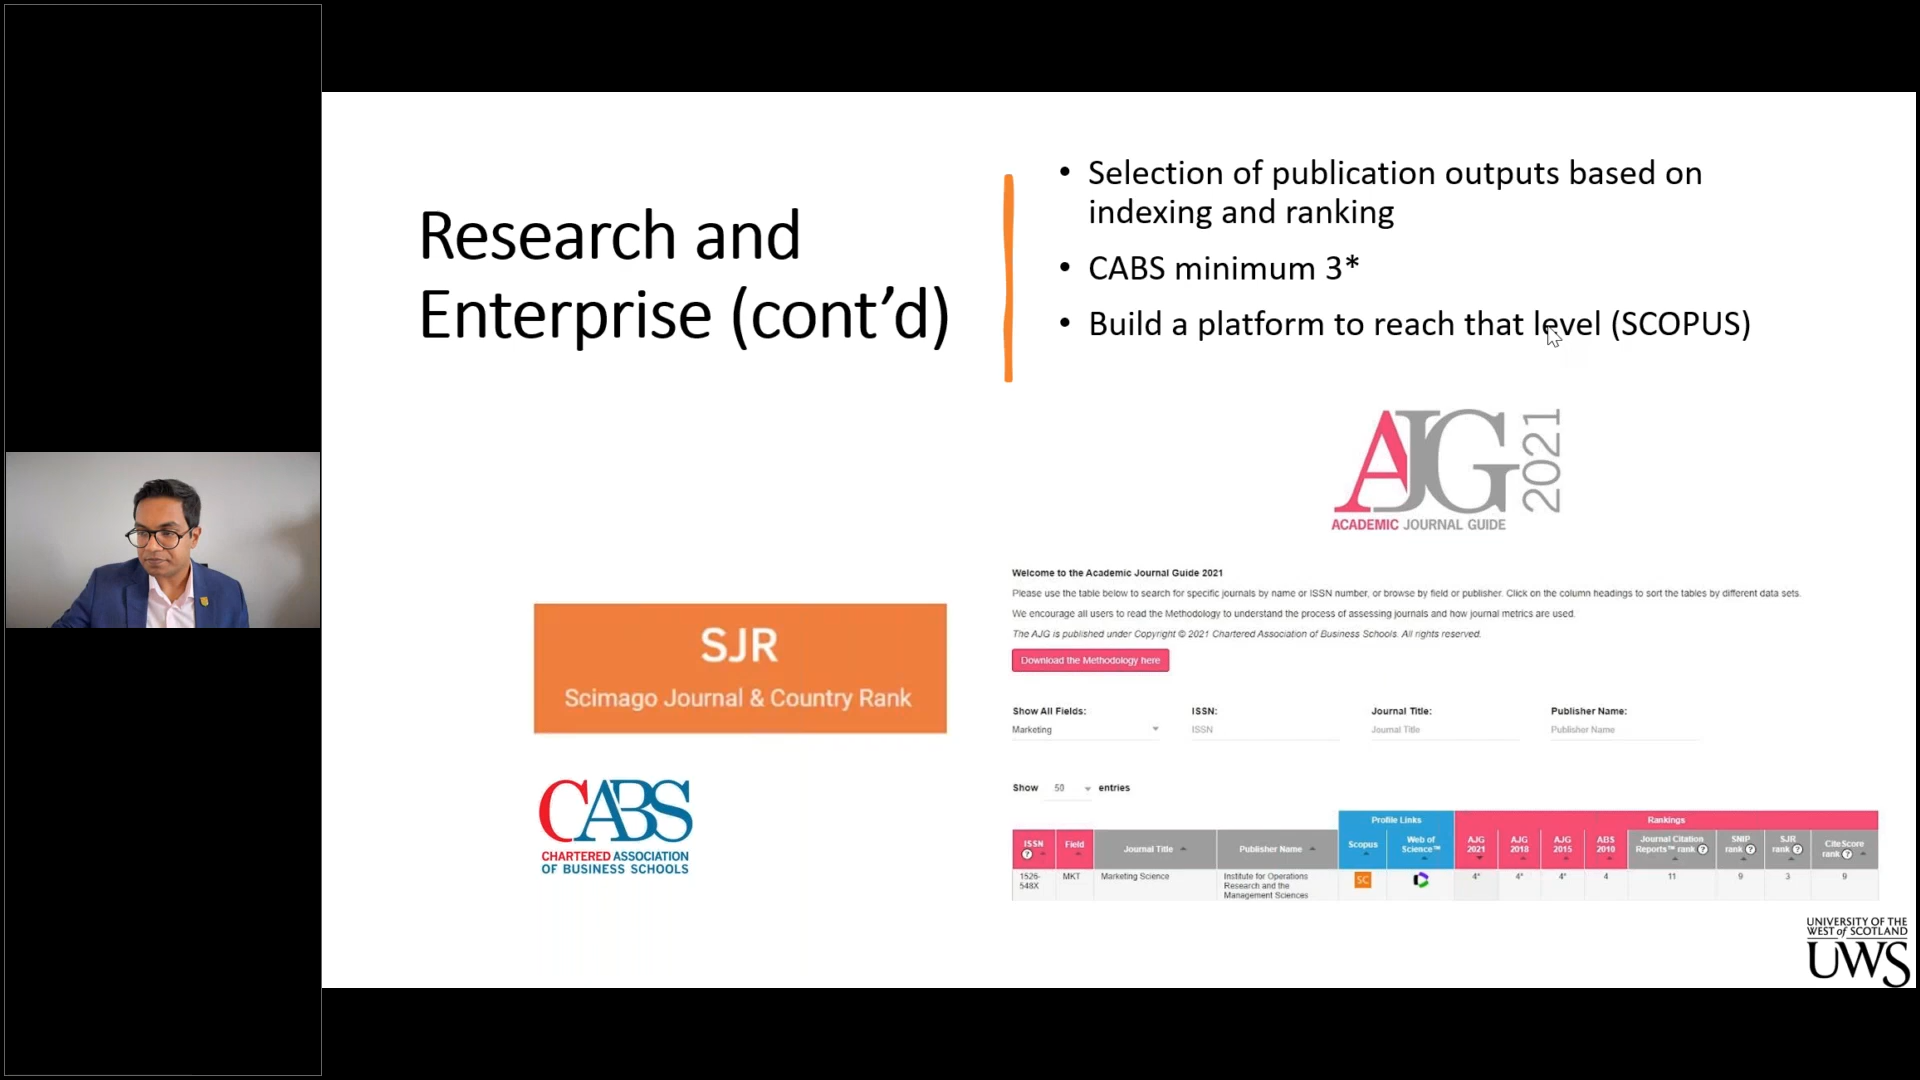 Research and
Enterprise (cont’d)
• Selection of publication outputs based on
indexing and ranking
• CABS minimum 3*
• Build a platform to reach that level (SCOPUS)
AJG 2021
ACADEMIC JOURNAL GUIDE
SJR
Scimago Journal & Country Rank
CABS
CHARTERED ASSOCIATION
OF BUSINESS SCHOOLS
Welcome to the Academic Journal Guide 2021
Please use the table below to search for specific journals by name or ISSN number, or browse by field or publisher. Click on the column headings to sort the tables by different data sets.
We encourage all users to read the Methodology to understand the process of assessing journals and how journal metrics are used.
The AJG is published under Copyright © 2021 Chartered Association of Business Schools. All rights reserved.
Download the Methodology here
Show All Fields: ISSN: Journal Title: Publisher Name:
Marketing ISSN Journal Title Publisher Name
Show 50 entries
Profile Links Rankings
ISSN Field Journal Title Publisher Name Scopus Web of Science™ AJG 2021 AJG 2018 AJG 2015 ABS 2010 Journal Citation Reports™ rank SNIP rank SJR rank CiteScore rank
1526-548X MKT Marketing Science Institute for Operations Research and the Management Sciences SC 4* 4* 4* 4 11 9 3 9
UNIVERSITY OF THE
WEST of SCOTLAND
UWS